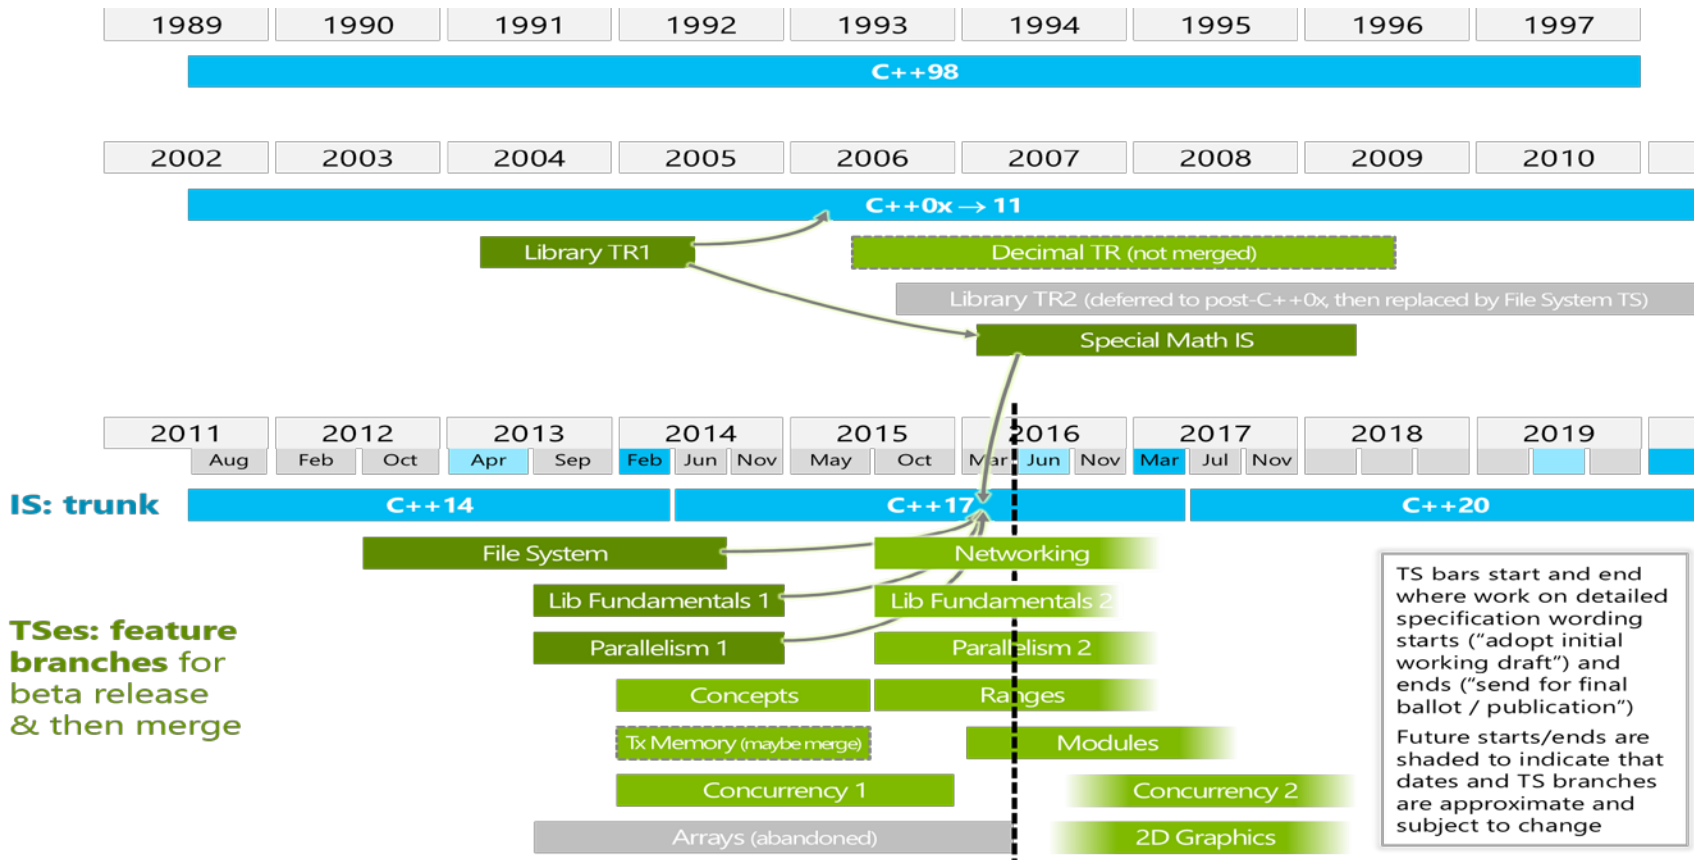 1989 1990 1991 1992 1993 1994 1995 1996 1997
C++98
2002 2003 2004 2005 2006 2007 2008 2009 2010
C++0x → 11
Library TR1
Decimal TR (not merged)
Library TR2 (deferred to post-C++0x, then replaced by File System TS)
Special Math IS
2011 2012 2013 2014 2015 2016 2017 2018 2019
Aug Feb Oct Apr Sep Feb Jun Nov May Oct Mar Jun Nov Mar Jul Nov
IS: trunk
C++14 C++17 C++20
File System
Networking
Lib Fundamentals 1
Lib Fundamentals 2
TSes: feature
branches for
beta release
& then merge
Parallelism 1
Parallelism 2
Concepts
Ranges
Tx Memory (maybe merge)
Modules
Concurrency 1
Concurrency 2
Arrays (abandoned)
2D Graphics
TS bars start and end
where work on detailed
specification wording
starts (“adopt initial
working draft”) and
ends (“send for final
ballot / publication”)
Future starts/ends are
shaded to indicate that
dates and TS branches
are approximate and
subject to change